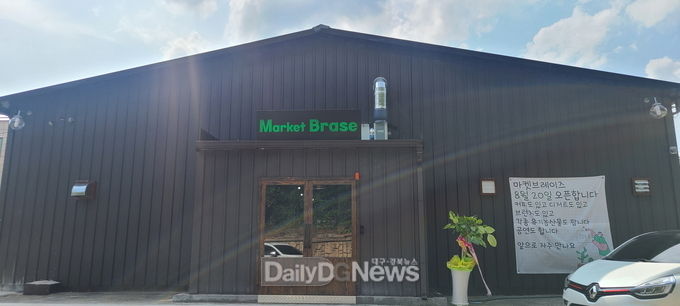 Market Brase
마켓브레이즈
8월 20일 오픈합니다
커피도 있고 디저트도 있고
브런치도 있고
각종 유기농산물도 팝니다
공연도 합니다
앞으로 자주 만나요
대구·경북뉴스
DailyDGNews